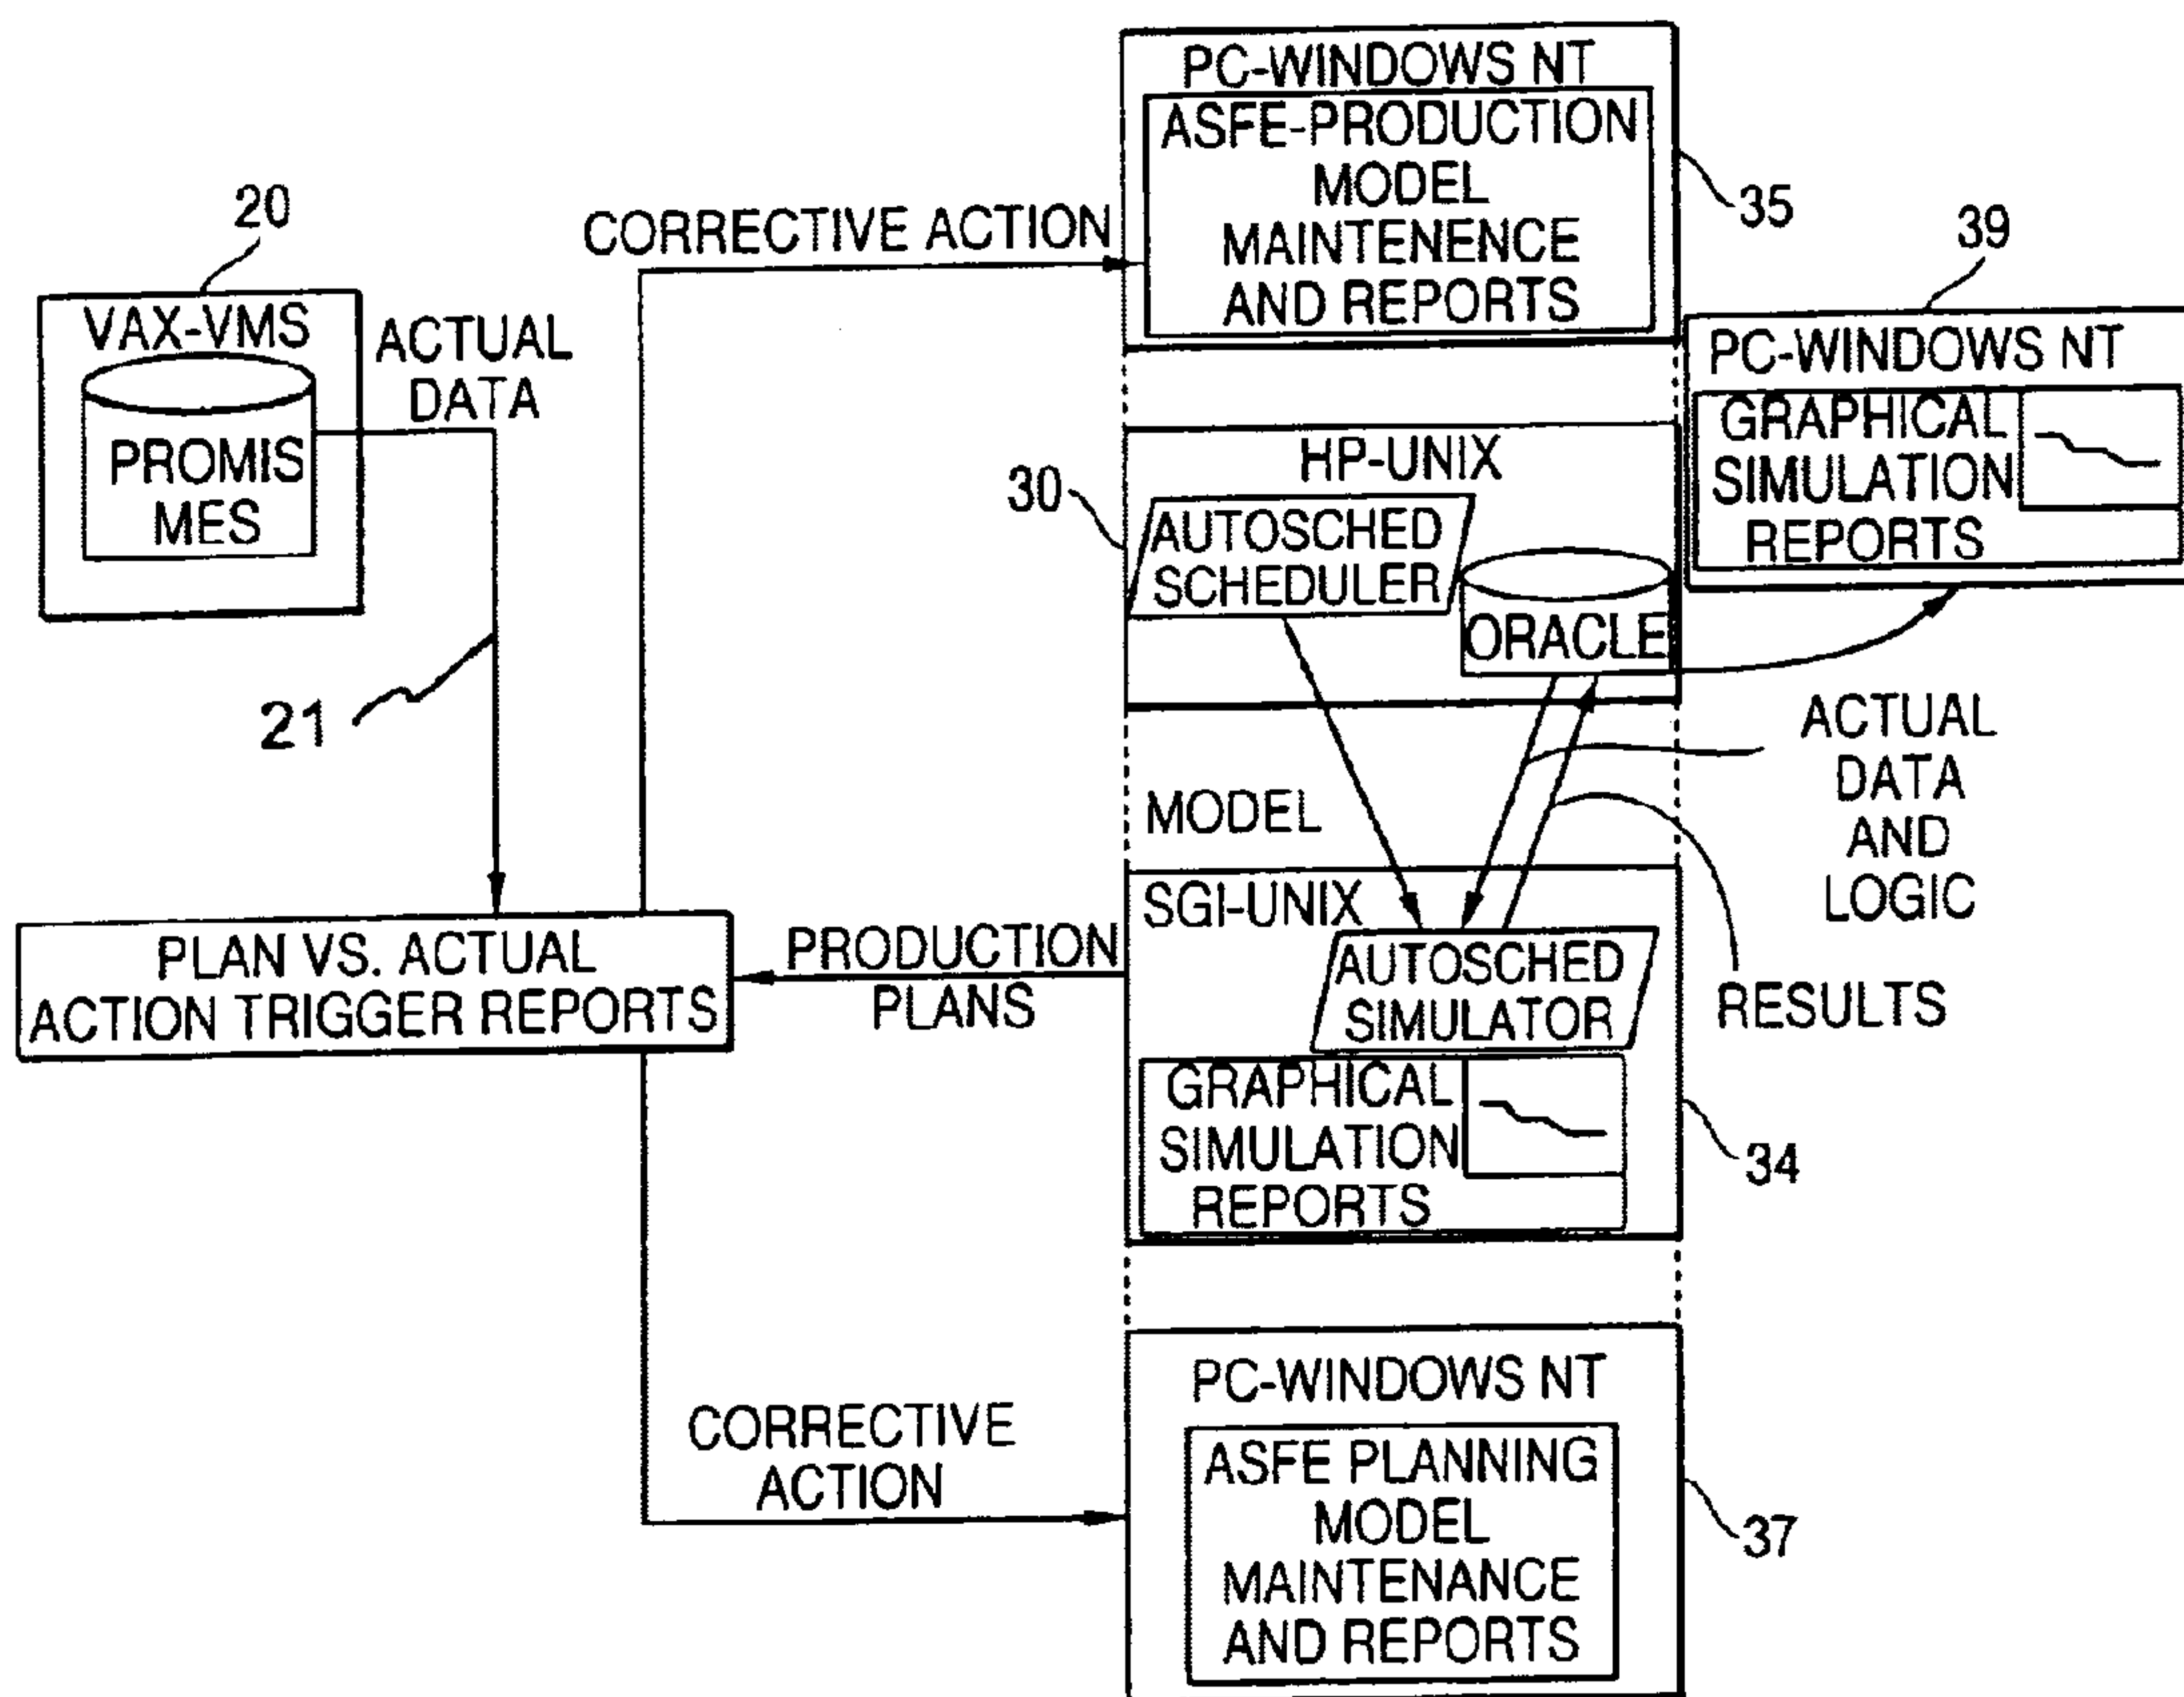 PC-WINDOWS NT
ASFE-PRODUCTION
MODEL
MAINTENENCE
AND REPORTS
35
20
CORRECTIVE ACTION
39
VAX-VMS
PROMIS
MES
ACTUAL
DATA
21
PC-WINDOWS NT
GRAPHICAL
SIMULATION
REPORTS
30
HP-UNIX
AUTOSCHED
SCHEDULER
ORACLE
MODEL
ACTUAL
DATA
AND
LOGIC
PLAN VS. ACTUAL
ACTION TRIGGER REPORTS
PRODUCTION
PLANS
SGI-UNIX
AUTOSCHED
SIMULATOR
RESULTS
GRAPHICAL
SIMULATION
REPORTS
34
CORRECTIVE
ACTION
PC-WINDOWS NT
ASFE PLANNING
MODEL
MAINTENANCE
AND REPORTS
37